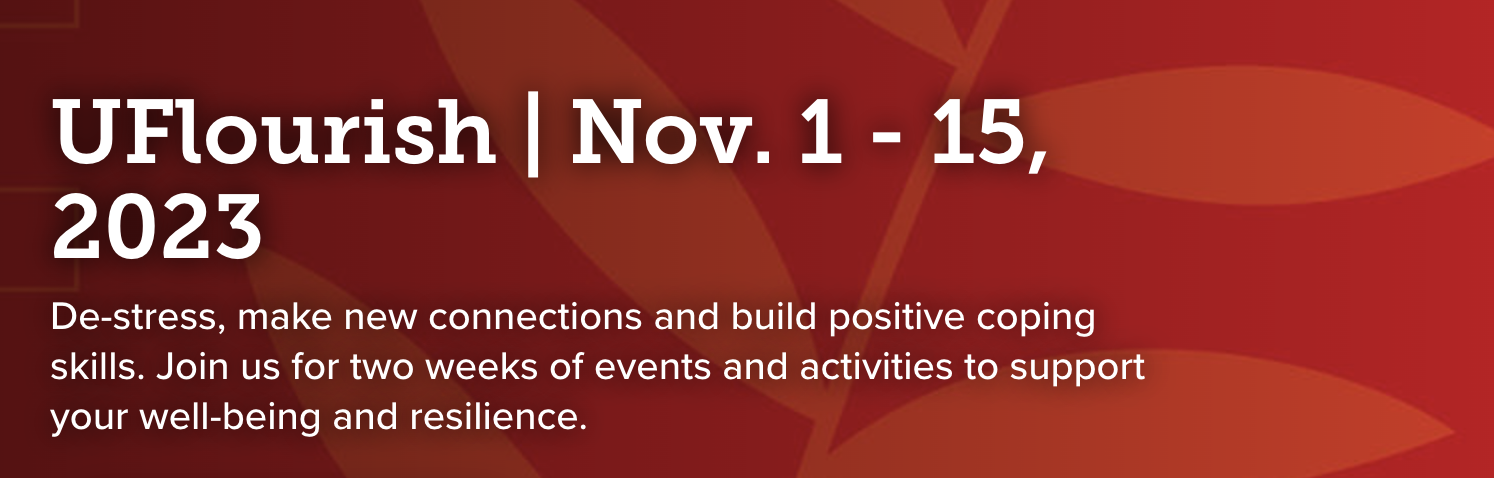 UFlourish | Nov. 1 - 15,
2023
De-stress, make new connections and build positive coping
skills. Join us for two weeks of events and activities to support
your well-being and resilience.